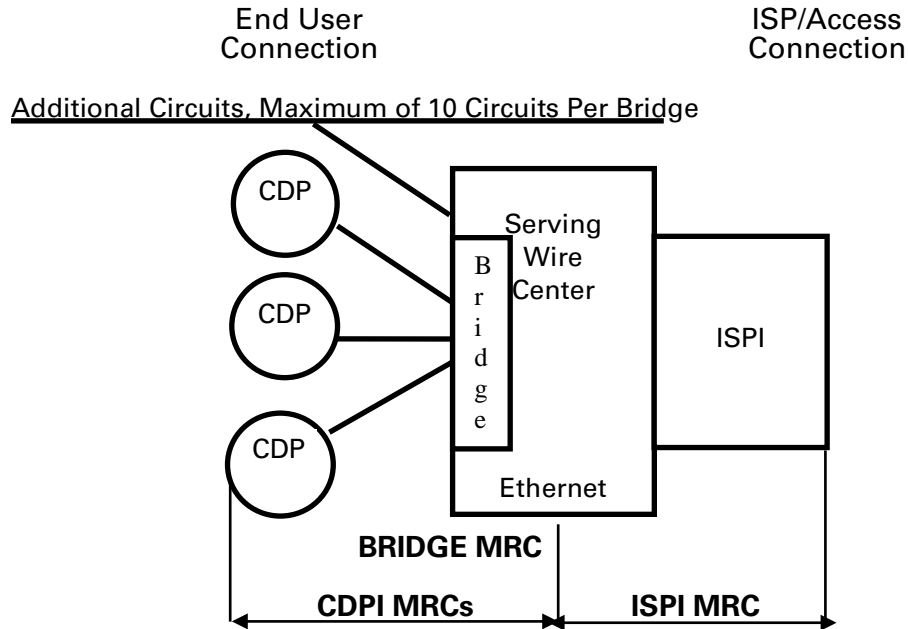 End User
Connection
ISP/Access
Connection
Additional Circuits, Maximum of 10 Circuits Per Bridge
CDP
CDP
CDP
Serving
Wire
Center
Bridge
Ethernet
ISPI
BRIDGE MRC
CDPI MRCs
ISPI MRC